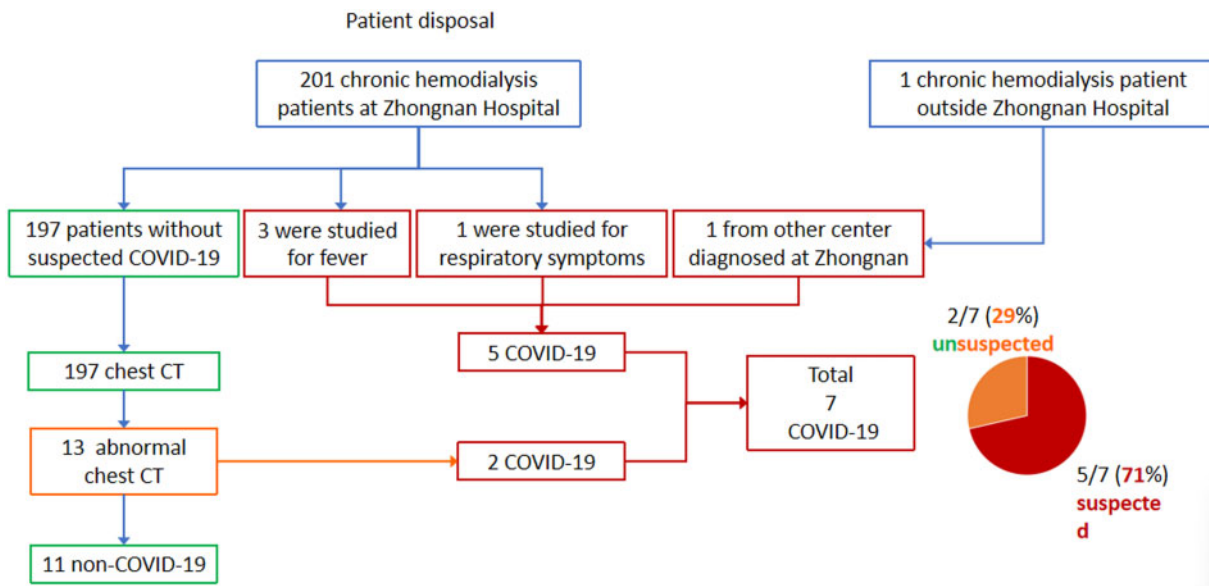 Patient disposal
201 chronic hemodialysis
patients at Zhongnan Hospital
1 chronic hemodialysis patient
outside Zhongnan Hospital
197 patients without
suspected COVID-19
3 were studied
for fever
1 were studied for
respiratory symptoms
1 from other center
diagnosed at Zhongnan
5 COVID-19
197 chest CT
Total
7
COVID-19
2/7 (29%)
unsuspected
13 abnormal
chest CT
2 COVID-19
5/7 (71%)
suspecte
d
11 non-COVID-19